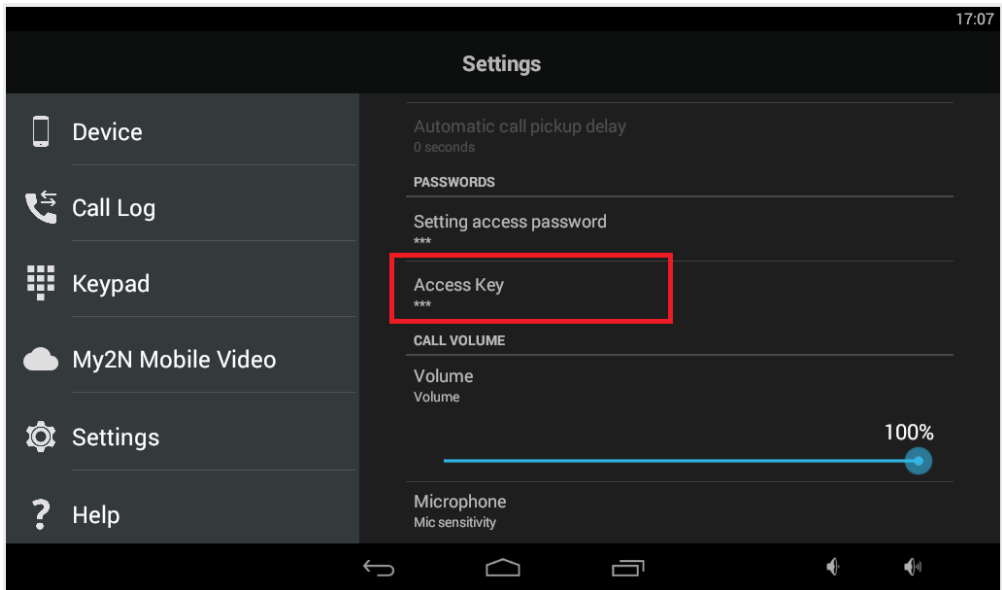 17:07
Settings
Device
Call Log
Keypad
My2N Mobile Video
Settings
Help
Automatic call pickup delay
0 seconds
PASSWORDS
Setting access password
***
Access Key
***
CALL VOLUME
Volume
Volume
100%
Microphone
Mic sensitivity